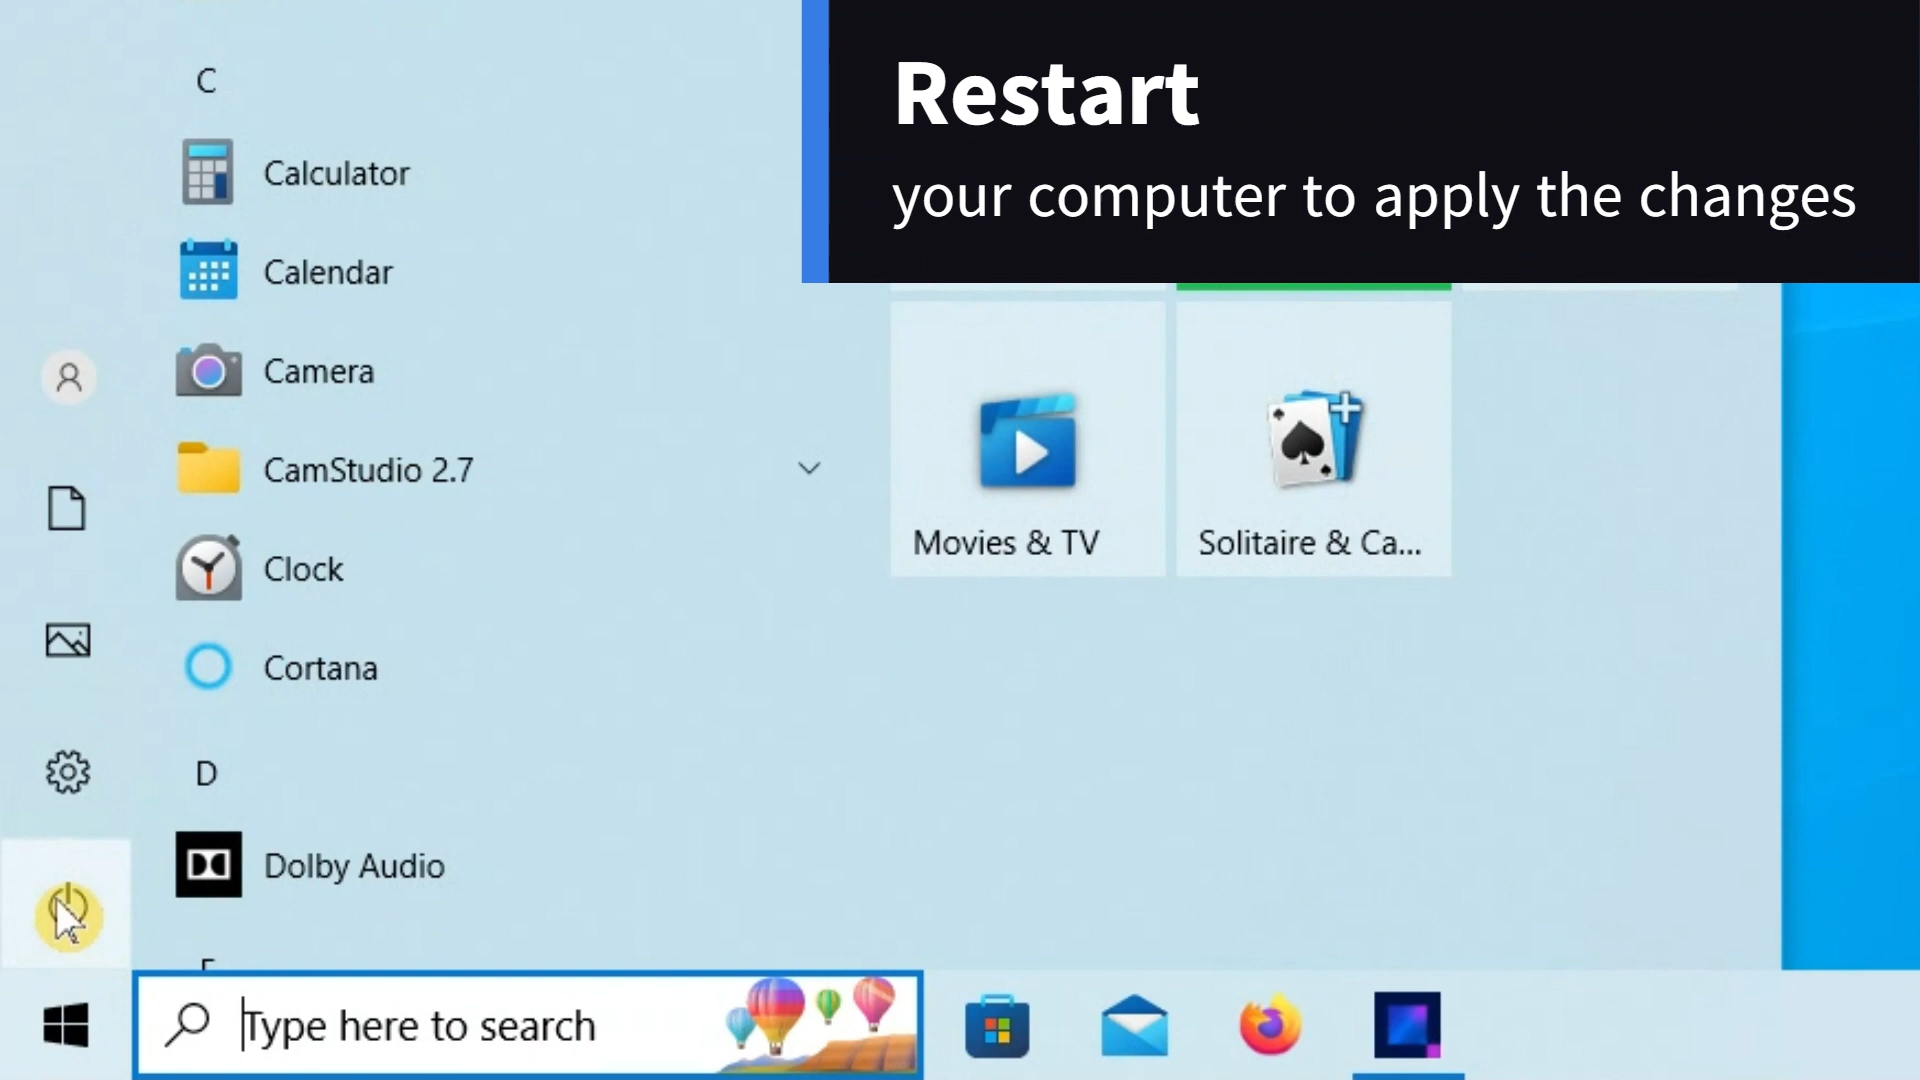 Restart
your computer to apply the changes
C
Calculator
Calendar
Camera
CamStudio 2.7
Clock
Cortana
D
Dolby Audio
Movies & TV
Solitaire & Ca...
Type here to search